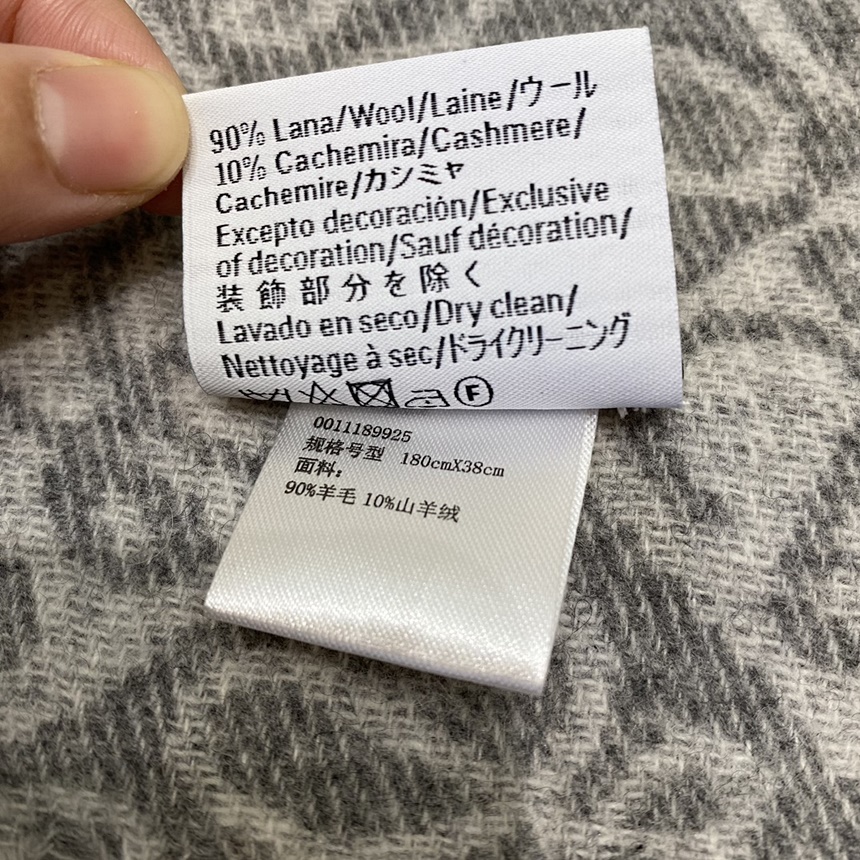 90% Lana/Wool/Laine/ウール
10% Cachemira/Cashmere/
Cachemire/カシミヤ
Excepto decoración/Exclusive
of decoration/Sauf décoration/
装飾部分を除く
Lavado en seco/Dry clean/
Nettoyage à sec/ドライクリーニング
F
0011189925
规格号型 180cmX38cm
面料:
90%羊毛 10%山羊绒